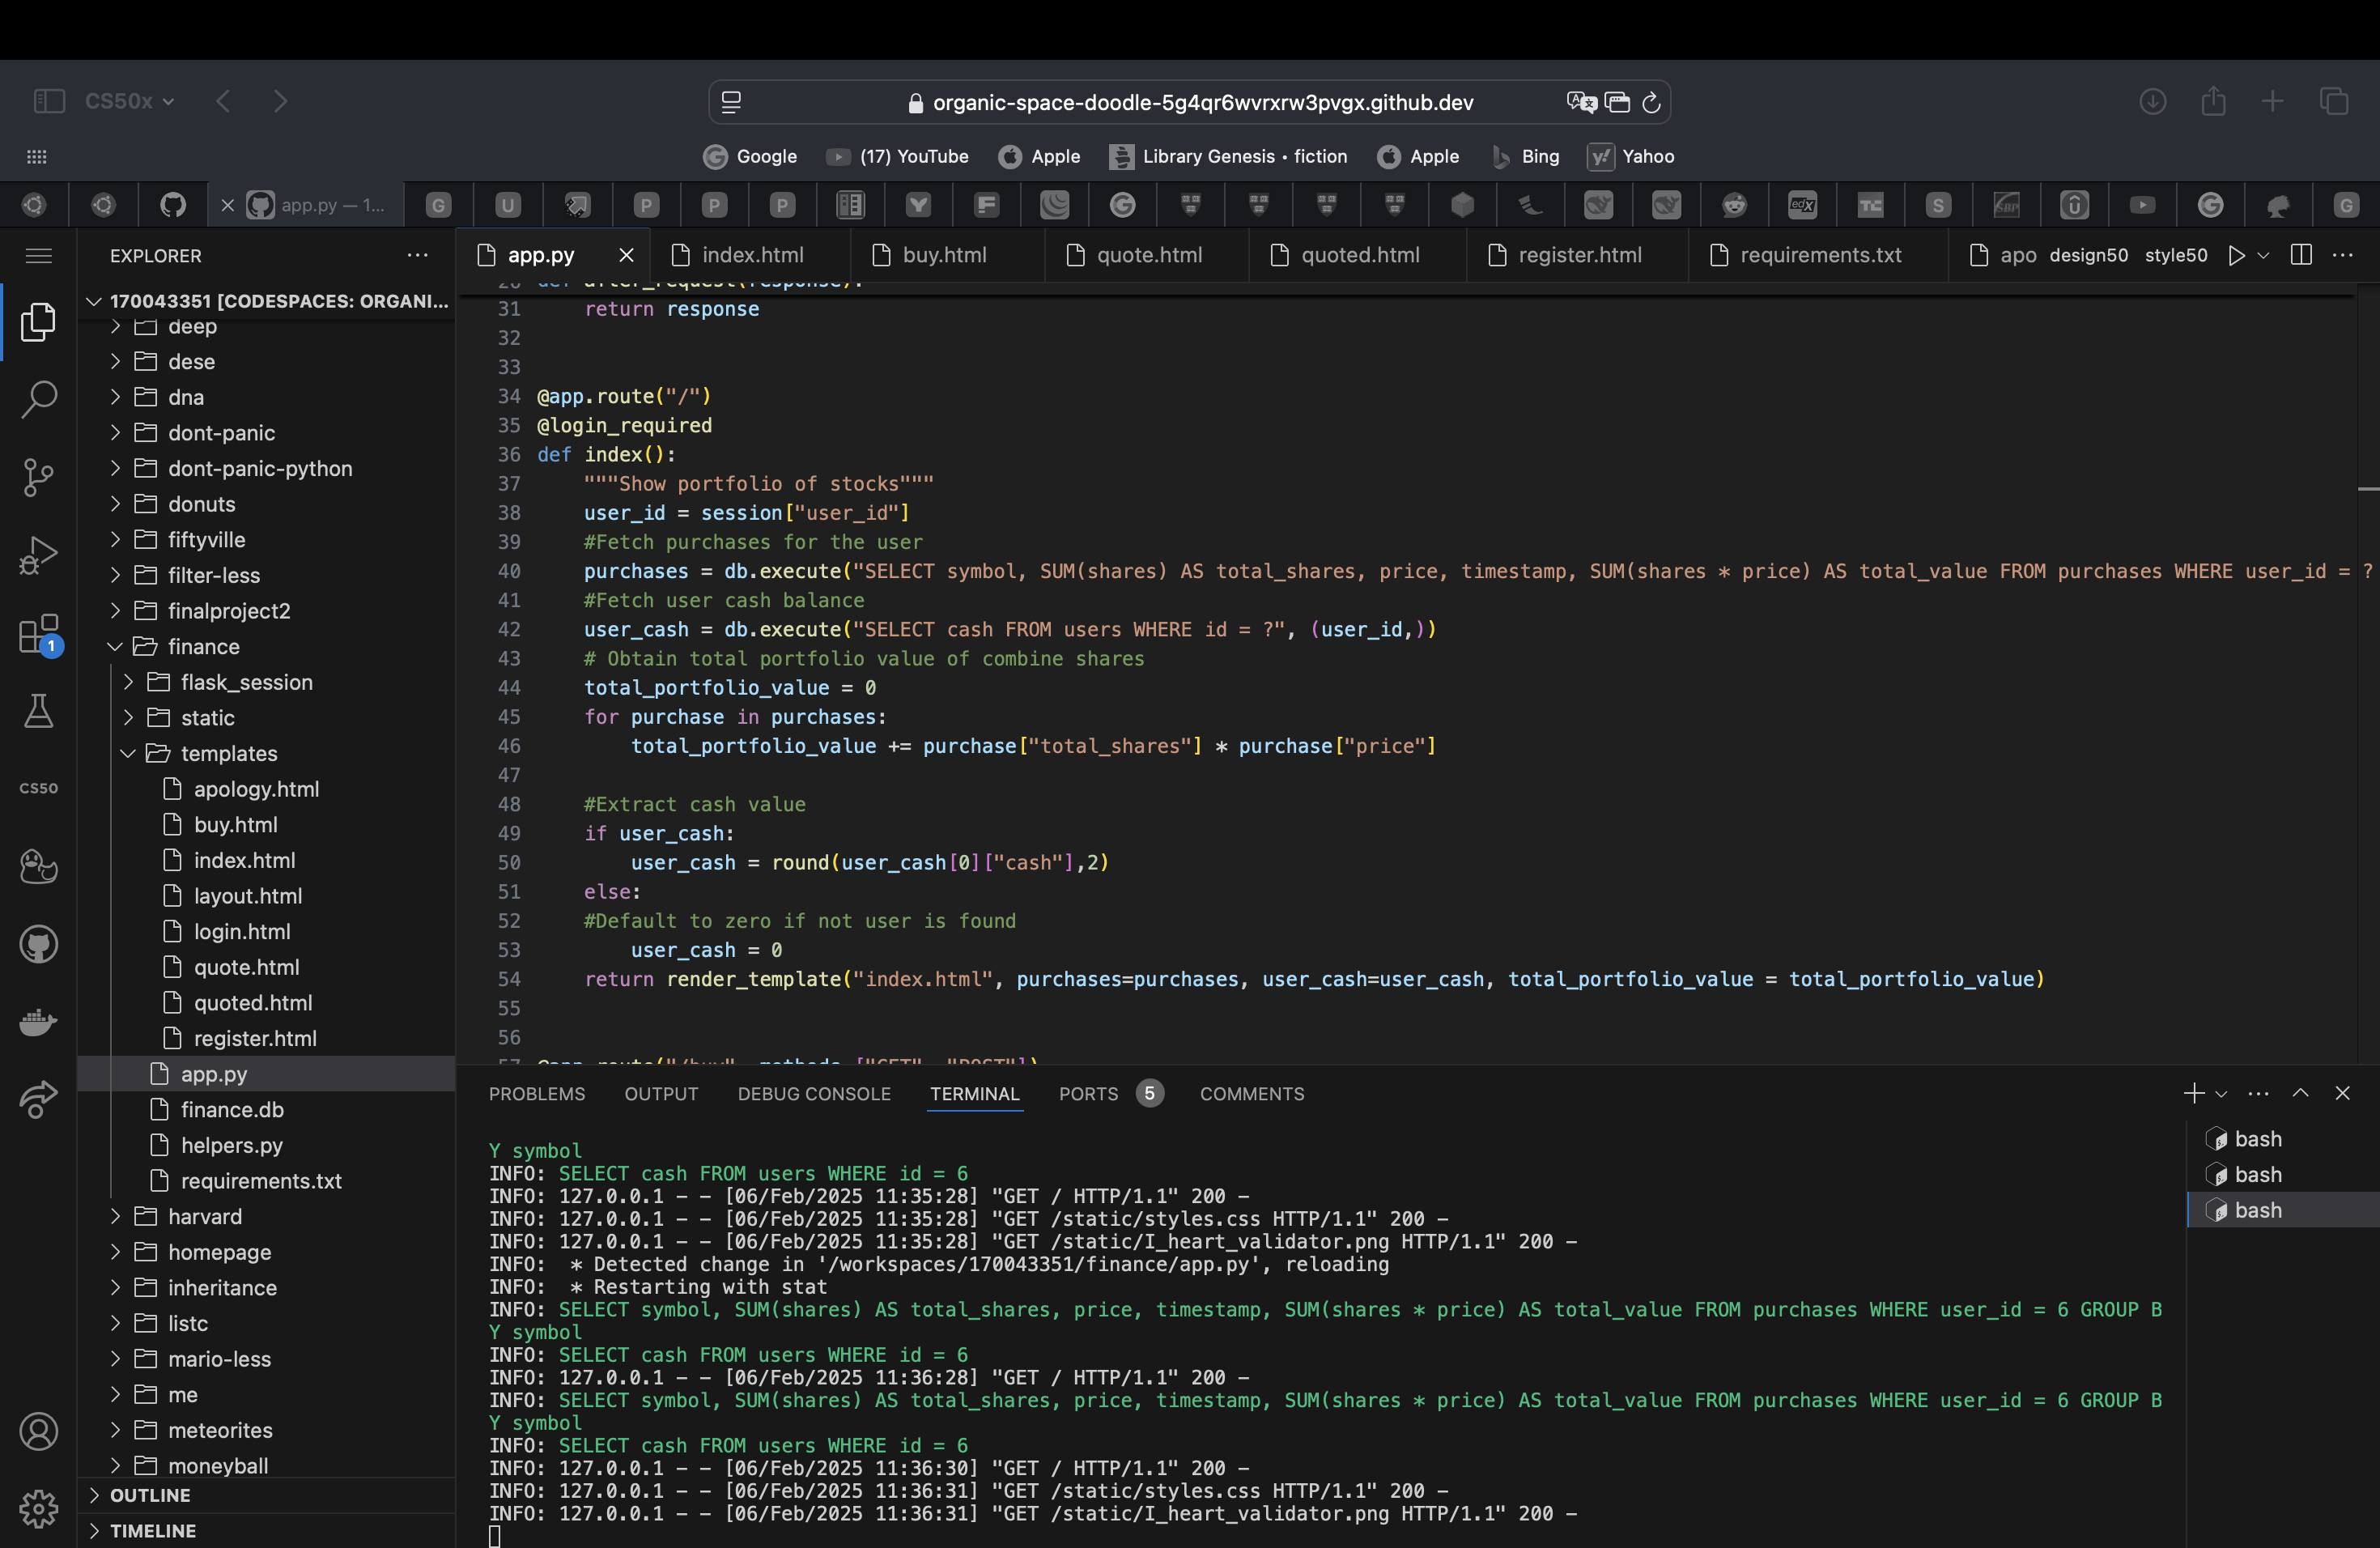 CS50x
organic-space-doodle-5g4qr6wvrxrw3pvgx.github.dev
Google
(17) YouTube
Apple
Library Genesis • fiction
Apple
Bing
Yahoo
app.py — 1...
EXPLORER
app.py
index.html
buy.html
quote.html
quoted.html
register.html
requirements.txt
apo
design50
style50
170043351 [CODESPACES: ORGANI...
deep
dese
dna
dont-panic
dont-panic-python
donuts
fiftyville
filter-less
finalproject2
finance
flask_session
static
templates
apology.html
buy.html
index.html
layout.html
login.html
quote.html
quoted.html
register.html
app.py
finance.db
helpers.py
requirements.txt
harvard
homepage
inheritance
listc
mario-less
me
meteorites
moneyball
OUTLINE
TIMELINE
CS50
1
31 return response
32
33
34 @app.route("/")
35 @login_required
36 def index():
37 """Show portfolio of stocks"""
38 user_id = session["user_id"]
39 #Fetch purchases for the user
40 purchases = db.execute("SELECT symbol, SUM(shares) AS total_shares, price, timestamp, SUM(shares * price) AS total_value FROM purchases WHERE user_id = ?
41 #Fetch user cash balance
42 user_cash = db.execute("SELECT cash FROM users WHERE id = ?", (user_id,))
43 # Obtain total portfolio value of combine shares
44 total_portfolio_value = 0
45 for purchase in purchases:
46 total_portfolio_value += purchase["total_shares"] * purchase["price"]
47
48 #Extract cash value
49 if user_cash:
50 user_cash = round(user_cash[0]["cash"],2)
51 else:
52 #Default to zero if not user is found
53 user_cash = 0
54 return render_template("index.html", purchases=purchases, user_cash=user_cash, total_portfolio_value = total_portfolio_value)
55
56
PROBLEMS
OUTPUT
DEBUG CONSOLE
TERMINAL
PORTS 5
COMMENTS
Y symbol
INFO: SELECT cash FROM users WHERE id = 6
INFO: 127.0.0.1 - - [06/Feb/2025 11:35:28] "GET / HTTP/1.1" 200 -
INFO: 127.0.0.1 - - [06/Feb/2025 11:35:28] "GET /static/styles.css HTTP/1.1" 200 -
INFO: 127.0.0.1 - - [06/Feb/2025 11:35:28] "GET /static/I_heart_validator.png HTTP/1.1" 200 -
INFO:  * Detected change in '/workspaces/170043351/finance/app.py', reloading
INFO:  * Restarting with stat
INFO: SELECT symbol, SUM(shares) AS total_shares, price, timestamp, SUM(shares * price) AS total_value FROM purchases WHERE user_id = 6 GROUP B
Y symbol
INFO: SELECT cash FROM users WHERE id = 6
INFO: 127.0.0.1 - - [06/Feb/2025 11:36:28] "GET / HTTP/1.1" 200 -
INFO: SELECT symbol, SUM(shares) AS total_shares, price, timestamp, SUM(shares * price) AS total_value FROM purchases WHERE user_id = 6 GROUP B
Y symbol
INFO: SELECT cash FROM users WHERE id = 6
INFO: 127.0.0.1 - - [06/Feb/2025 11:36:30] "GET / HTTP/1.1" 200 -
INFO: 127.0.0.1 - - [06/Feb/2025 11:36:31] "GET /static/styles.css HTTP/1.1" 200 -
INFO: 127.0.0.1 - - [06/Feb/2025 11:36:31] "GET /static/I_heart_validator.png HTTP/1.1" 200 -
bash
bash
bash